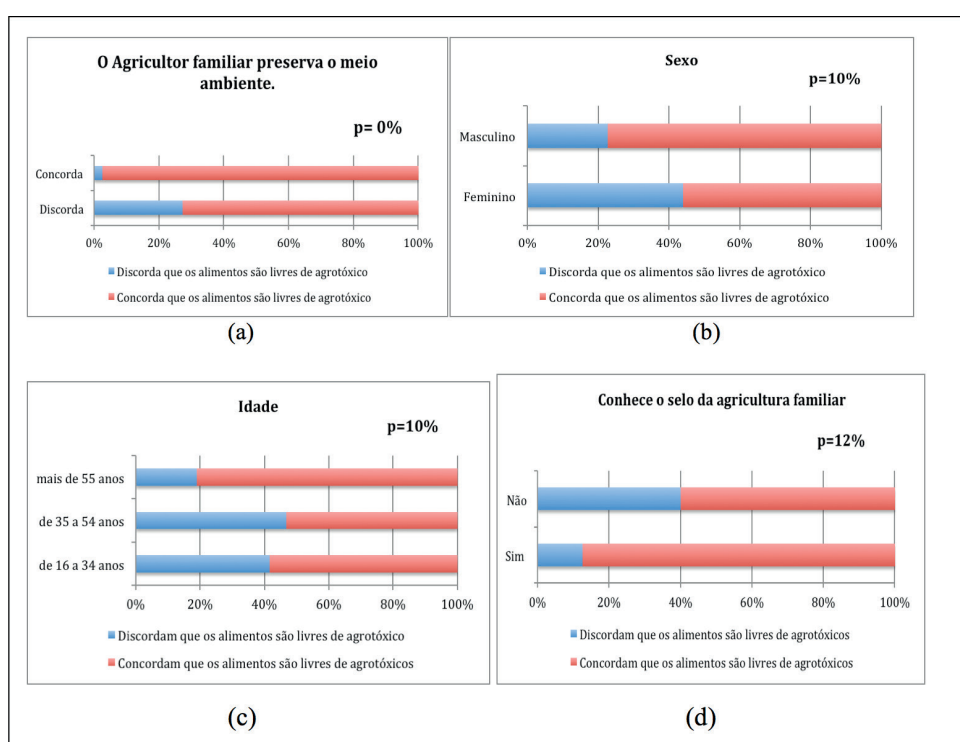 O Agricultor familiar preserva o meio
ambiente.
p= 0%
Concorda
Discorda
0% 20% 40% 60% 80% 100%
Discorda que os alimentos são livres de agrotóxico
Concorda que os alimentos são livres de agrotóxico
(a)
Sexo
p=10%
Masculino
Feminino
0% 20% 40% 60% 80% 100%
Discorda que os alimentos são livres de agrotóxico
Concorda que os alimentos são livres de agrotóxico
(b)
Idade
p=10%
mais de 55 anos
de 35 a 54 anos
de 16 a 34 anos
0% 20% 40% 60% 80% 100%
Discordam que os alimentos são livres de agrotóxico
Concordam que os alimentos são livres de agrotóxicos
(c)
Conhece o selo da agricultura familiar
p=12%
Não
Sim
0% 20% 40% 60% 80% 100%
Discordam que os alimentos são livres de agrotóxicos
Concordam que os alimentos são livres de agrotóxicos
(d)